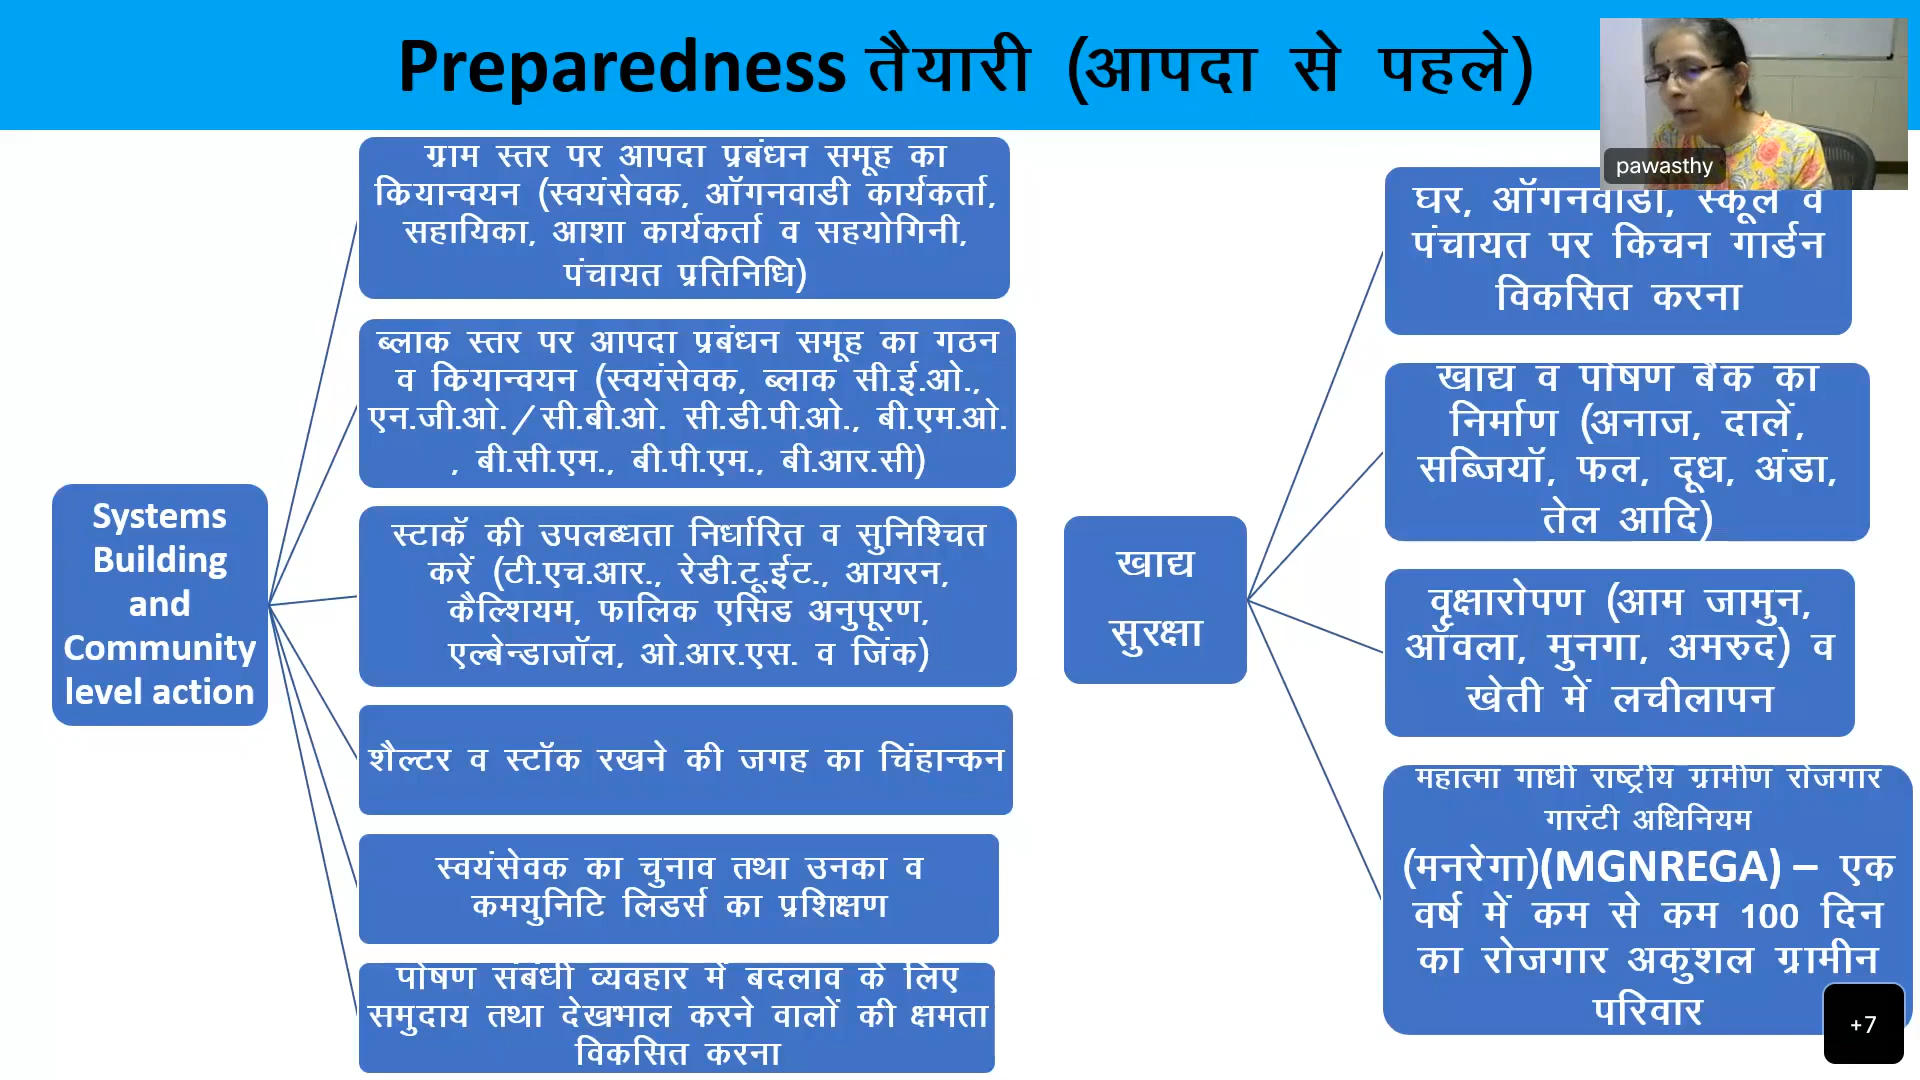 Preparedness तैयारी (आपदा से पहले)
pawasthy
Systems
Building
and
Community
level action
ग्राम स्तर पर आपदा प्रबंधन समूह का
क्रियान्वयन (स्वयंसेवक, ऑगनवाडी कार्यकर्ता,
सहायिका, आशा कार्यकर्ता व सहयोगिनी,
पंचायत प्रतिनिधि)
ब्लाक स्तर पर आपदा प्रबंधन समूह का गठन
व क्रियान्वयन (स्वयंसेवक, ब्लाक सी.ई.ओ.,
एन.जी.ओ./सी.बी.ओ. सी.डी.पी.ओ., बी.एम.ओ.
, बी.सी.एम., बी.पी.एम., बी.आर.सी)
स्टाकॅ की उपलब्धता निर्धारित व सुनिश्चित
करें (टी.एच.आर., रेडी.टू.ईट., आयरन,
कैल्शियम, फालिक एसिड अनुपूरण,
एल्बेन्डाजॉल, ओ.आर.एस. व जिंक)
शैल्टर व स्टॉक रखने की जगह का चिंहान्कन
स्वयंसेवक का चुनाव तथा उनका व
कमयुनिटि लिडर्स का प्रशिक्षण
पोषण संबंधी व्यवहार में बदलाव के लिए
समुदाय तथा देखभाल करने वालों की क्षमता
विकसित करना
खाद्य
सुरक्षा
घर, ऑगनवाडी, स्कूल व
पंचायत पर किचन गार्डन
विकसित करना
खाद्य व पोषण बैंक का
निर्माण (अनाज, दालें,
सब्जियॉ, फल, दूध, अंडा,
तेल आदि)
वृक्षारोपण (आम जामुन,
ऑवला, मुनगा, अमरुद) व
खेती में लचीलापन
महात्मा गांधी राष्ट्रीय ग्रामीण रोजगार
गारंटी अधिनियम
(मनरेगा)(MGNREGA) – एक
वर्ष में कम से कम 100 दिन
का रोजगार अकुशल ग्रामीन
परिवार
+7